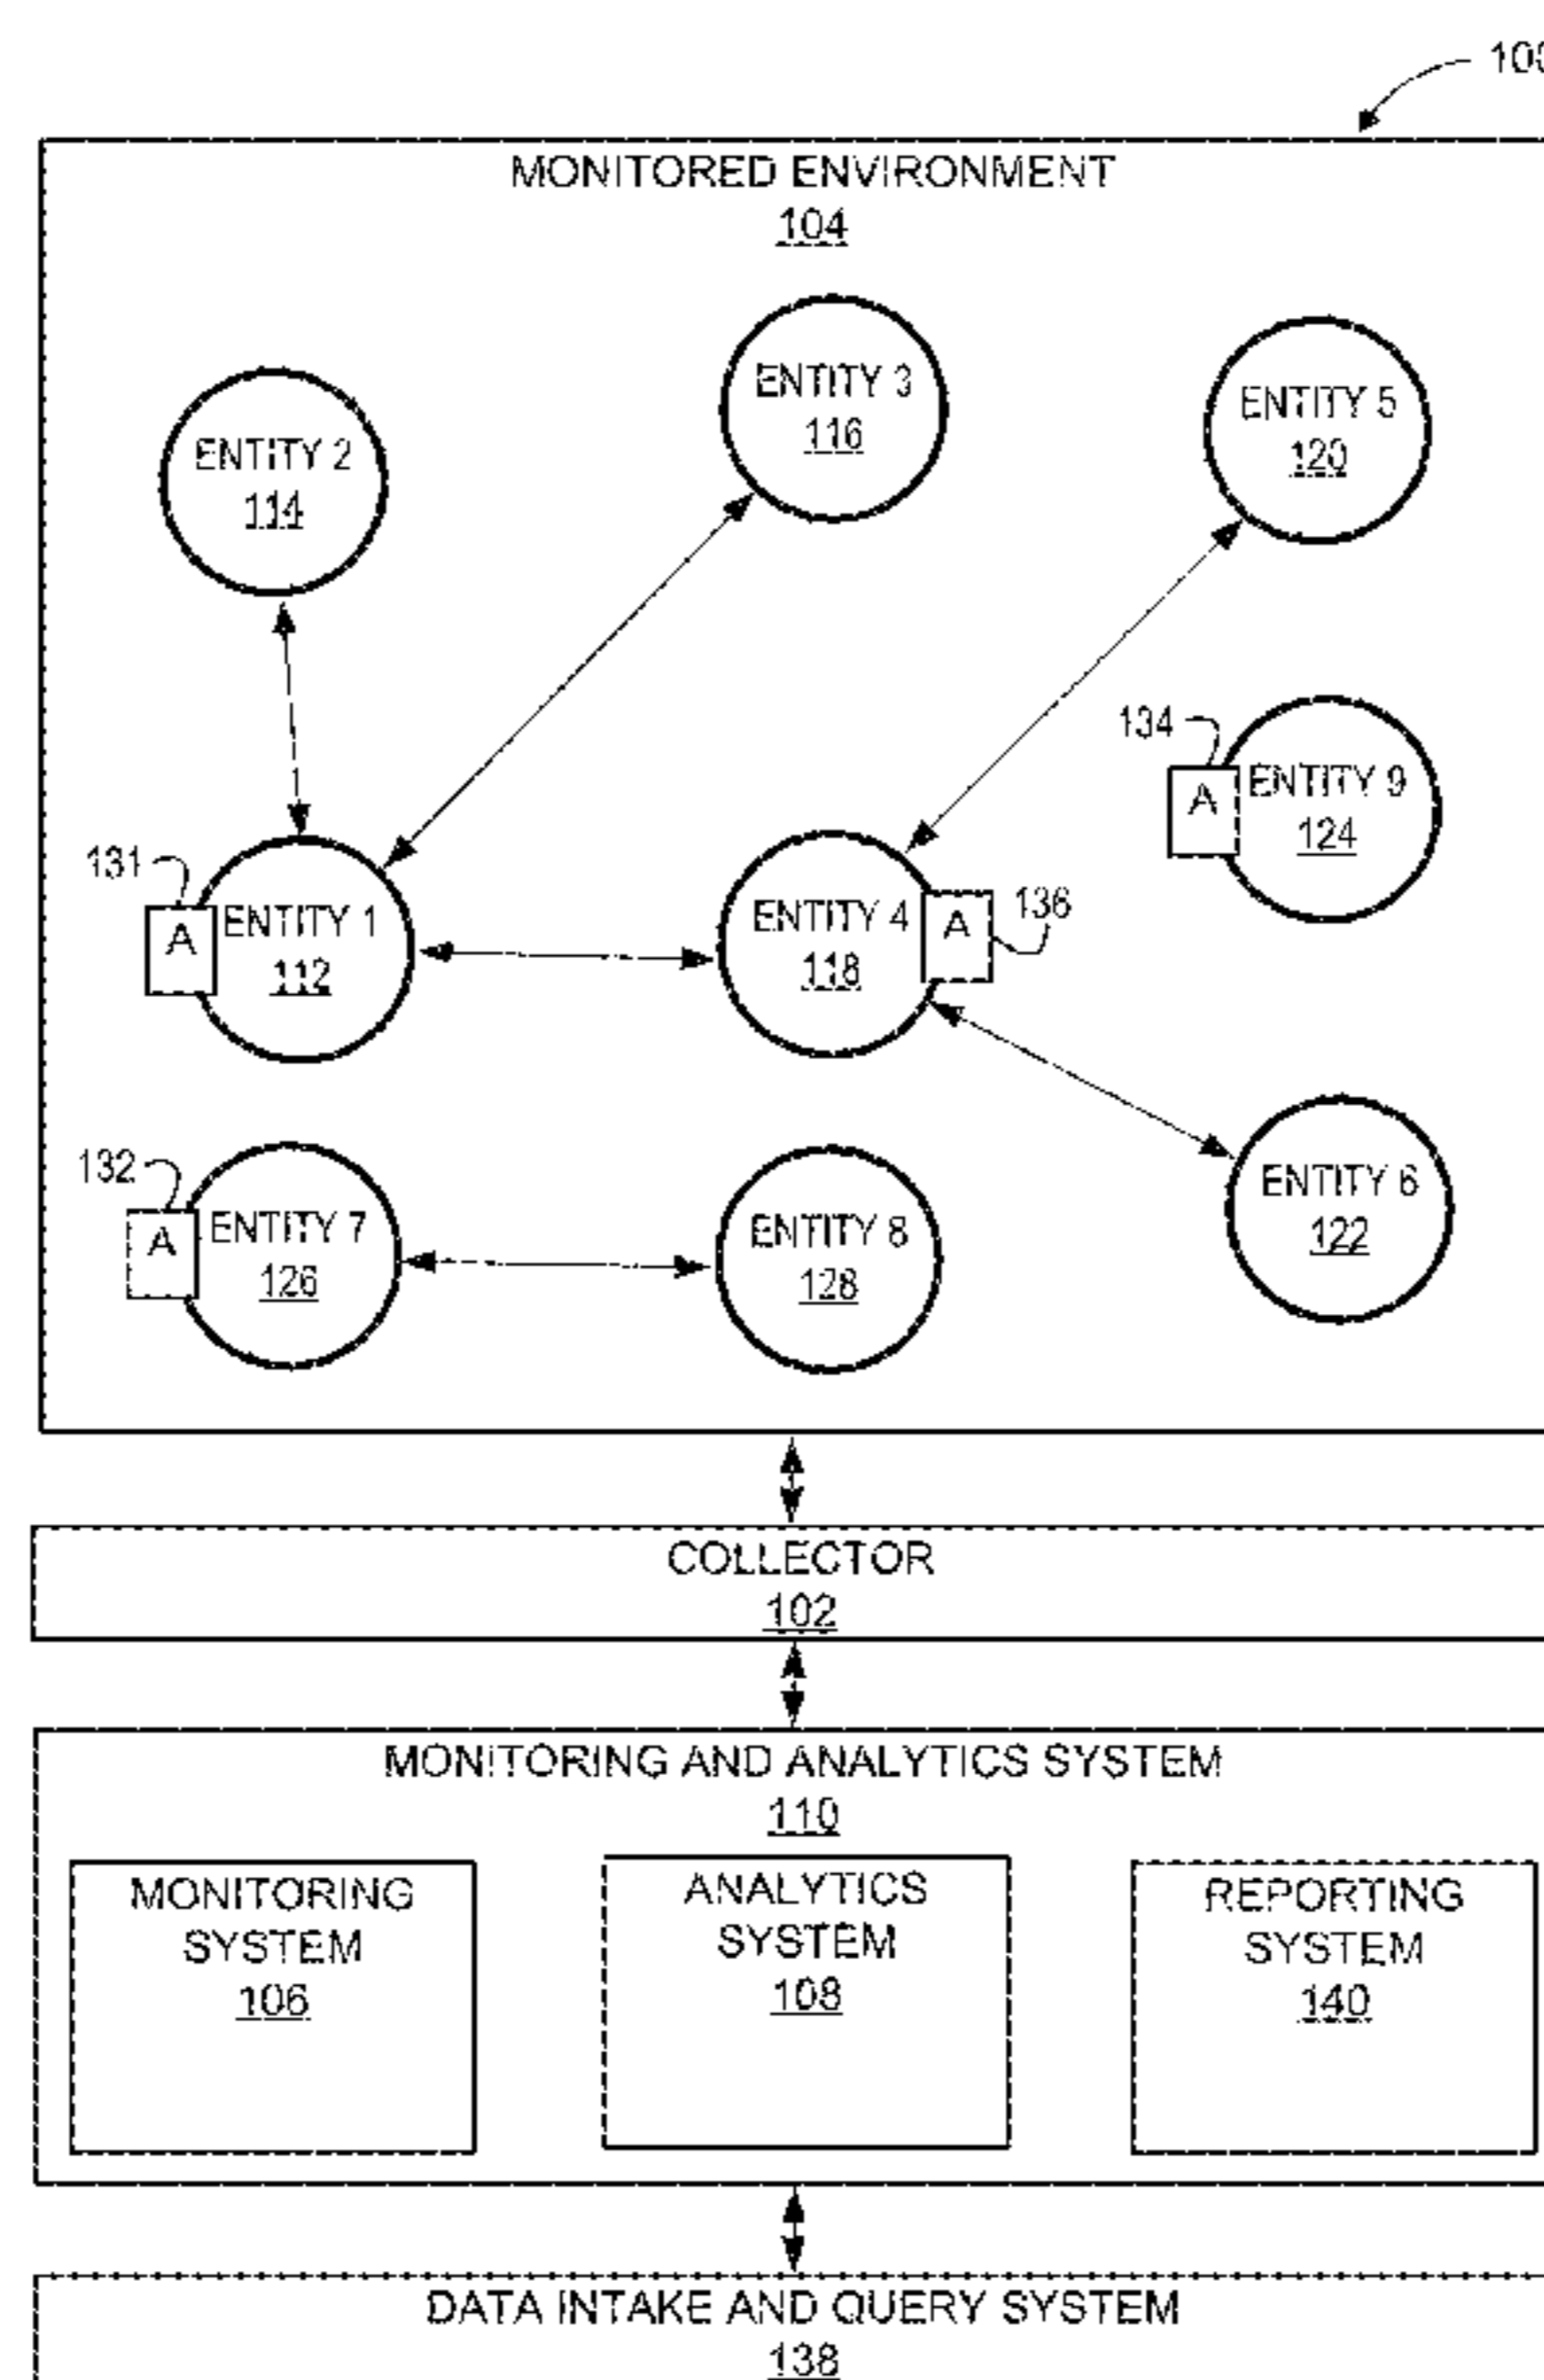 100
MONITORED ENVIRONMENT
104
ENTITY 3
116
ENTITY 5
120
ENTITY 2
114
134
A
ENTITY 9
124
131
A
ENTITY 1
112
ENTITY 4
118
A
136
132
A
ENTITY 7
126
ENTITY 8
128
ENTITY 6
122
COLLECTOR
102
MONITORING AND ANALYTICS SYSTEM
110
MONITORING
SYSTEM
106
ANALYTICS
SYSTEM
108
REPORTING
SYSTEM
140
DATA INTAKE AND QUERY SYSTEM
138